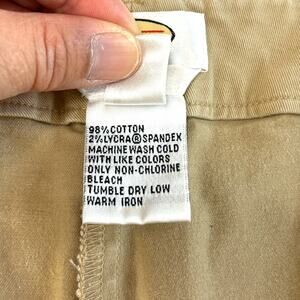 98% COTTON
2% LYCRA® SPANDEX
MACHINE WASH COLD
WITH LIKE COLORS
ONLY NON-CHLORINE
BLEACH
TUMBLE DRY LOW
WARM IRON